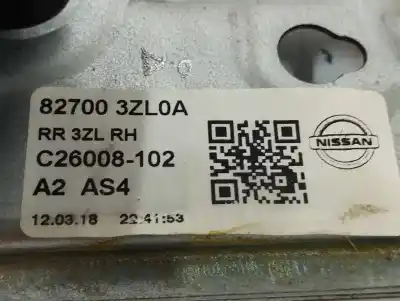 82700 3ZL0A
RR 3ZL RH
C26008-102
A2 AS4
12.03.18 22:41:53
NISSAN